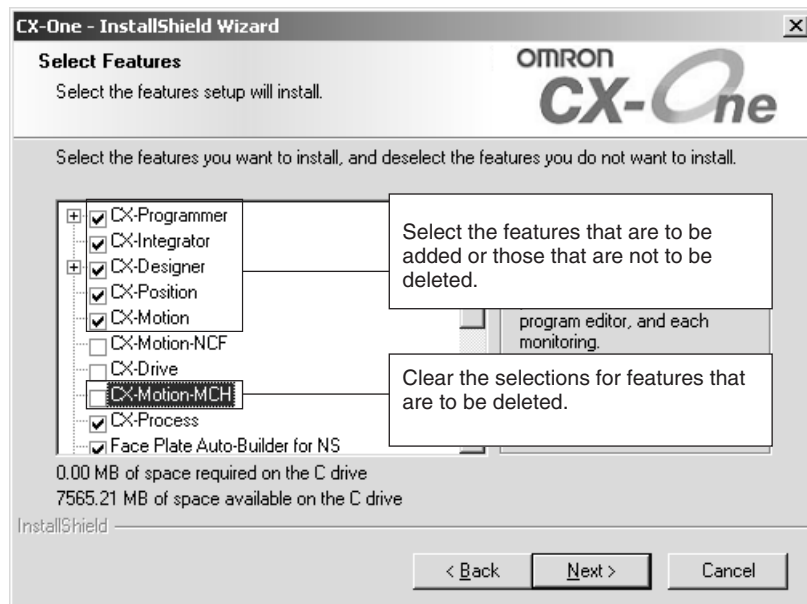 CX-One - InstallShield Wizard
Select Features
Select the features setup will install.
OMRON
CX-One
Select the features you want to install, and deselect the features you do not want to install.
CX-Programmer
CX-Integrator
CX-Designer
CX-Position
CX-Motion
CX-Motion-NCF
CX-Drive
CX-Motion-MCH
CX-Process
Face Plate Auto-Builder for NS
Select the features that are to be
added or those that are not to be
deleted.
program editor, and each
monitoring.
Clear the selections for features that
are to be deleted.
0.00 MB of space required on the C drive
7565.21 MB of space available on the C drive
InstallShield
< Back
Next >
Cancel